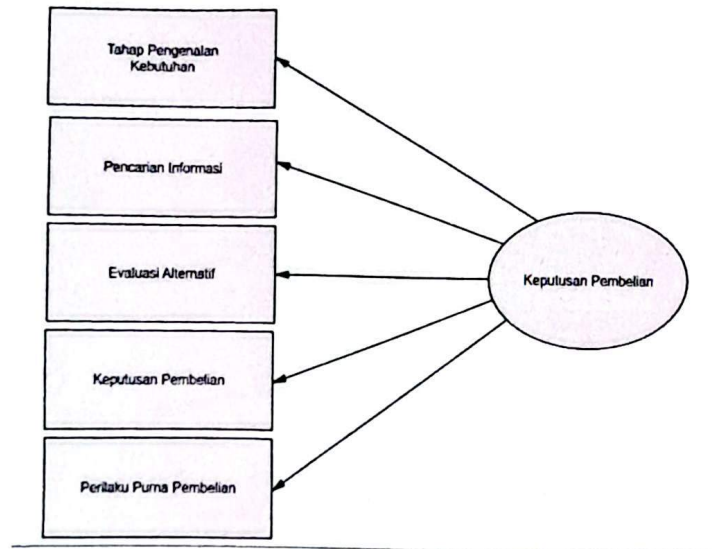 Tahap Pengenalan
Kebutuhan
Pencarian Informasi
Evaluasi Alternatif
Keputusan Pembelian
Keputusan Pembelian
Perilaku Purna Pembelian